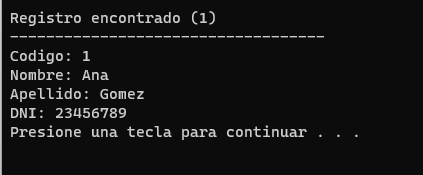 Registro encontrado (1)
-----------------------------------
Codigo: 1
Nombre: Ana
Apellido: Gomez
DNI: 23456789
Presione una tecla para continuar . . .